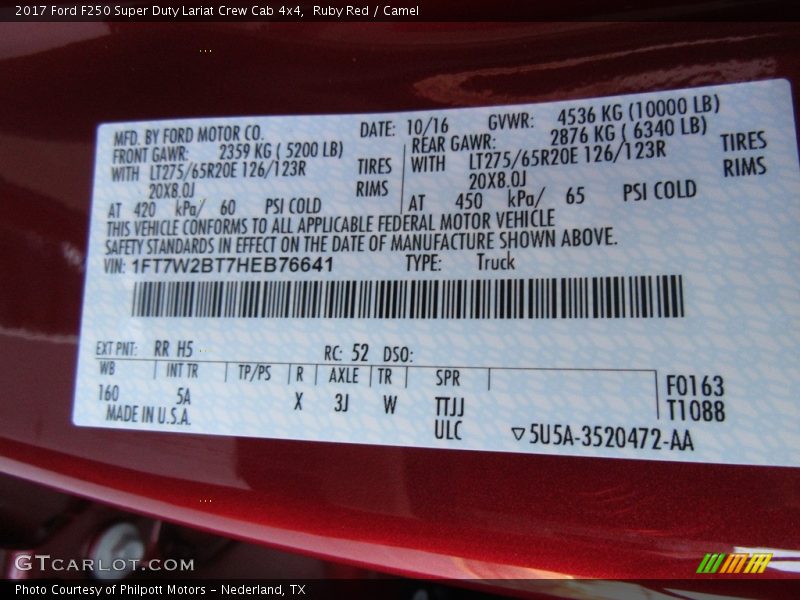 2017 Ford F250 Super Duty Lariat Crew Cab 4x4, Ruby Red / Camel
MFD. BY FORD MOTOR CO. DATE: 10/16 GVWR: 4536 KG (10000 LB)
FRONT GAWR: 2359 KG ( 5200 LB) REAR GAWR: 2876 KG ( 6340 LB)
WITH LT275/65R20E 126/123R TIRES WITH LT275/65R20E 126/123R TIRES
20X8.0J RIMS 20X8.0J RIMS
AT 420 kPa/ 60 PSI COLD AT 450 kPa/ 65 PSI COLD
THIS VEHICLE CONFORMS TO ALL APPLICABLE FEDERAL MOTOR VEHICLE
SAFETY STANDARDS IN EFFECT ON THE DATE OF MANUFACTURE SHOWN ABOVE.
VIN: 1FT7W2BT7HEB76641 TYPE: Truck
EXT PNT: RR H5 RC: 52 DSO:
WB INT TR TP/PS R AXLE TR SPR F0163
160 5A X 3J W TTJJ T1088
MADE IN U.S.A. ULC ▽5U5A-3520472-AA
GTCARLOT.COM
Photo Courtesy of Philpott Motors – Nederland, TX